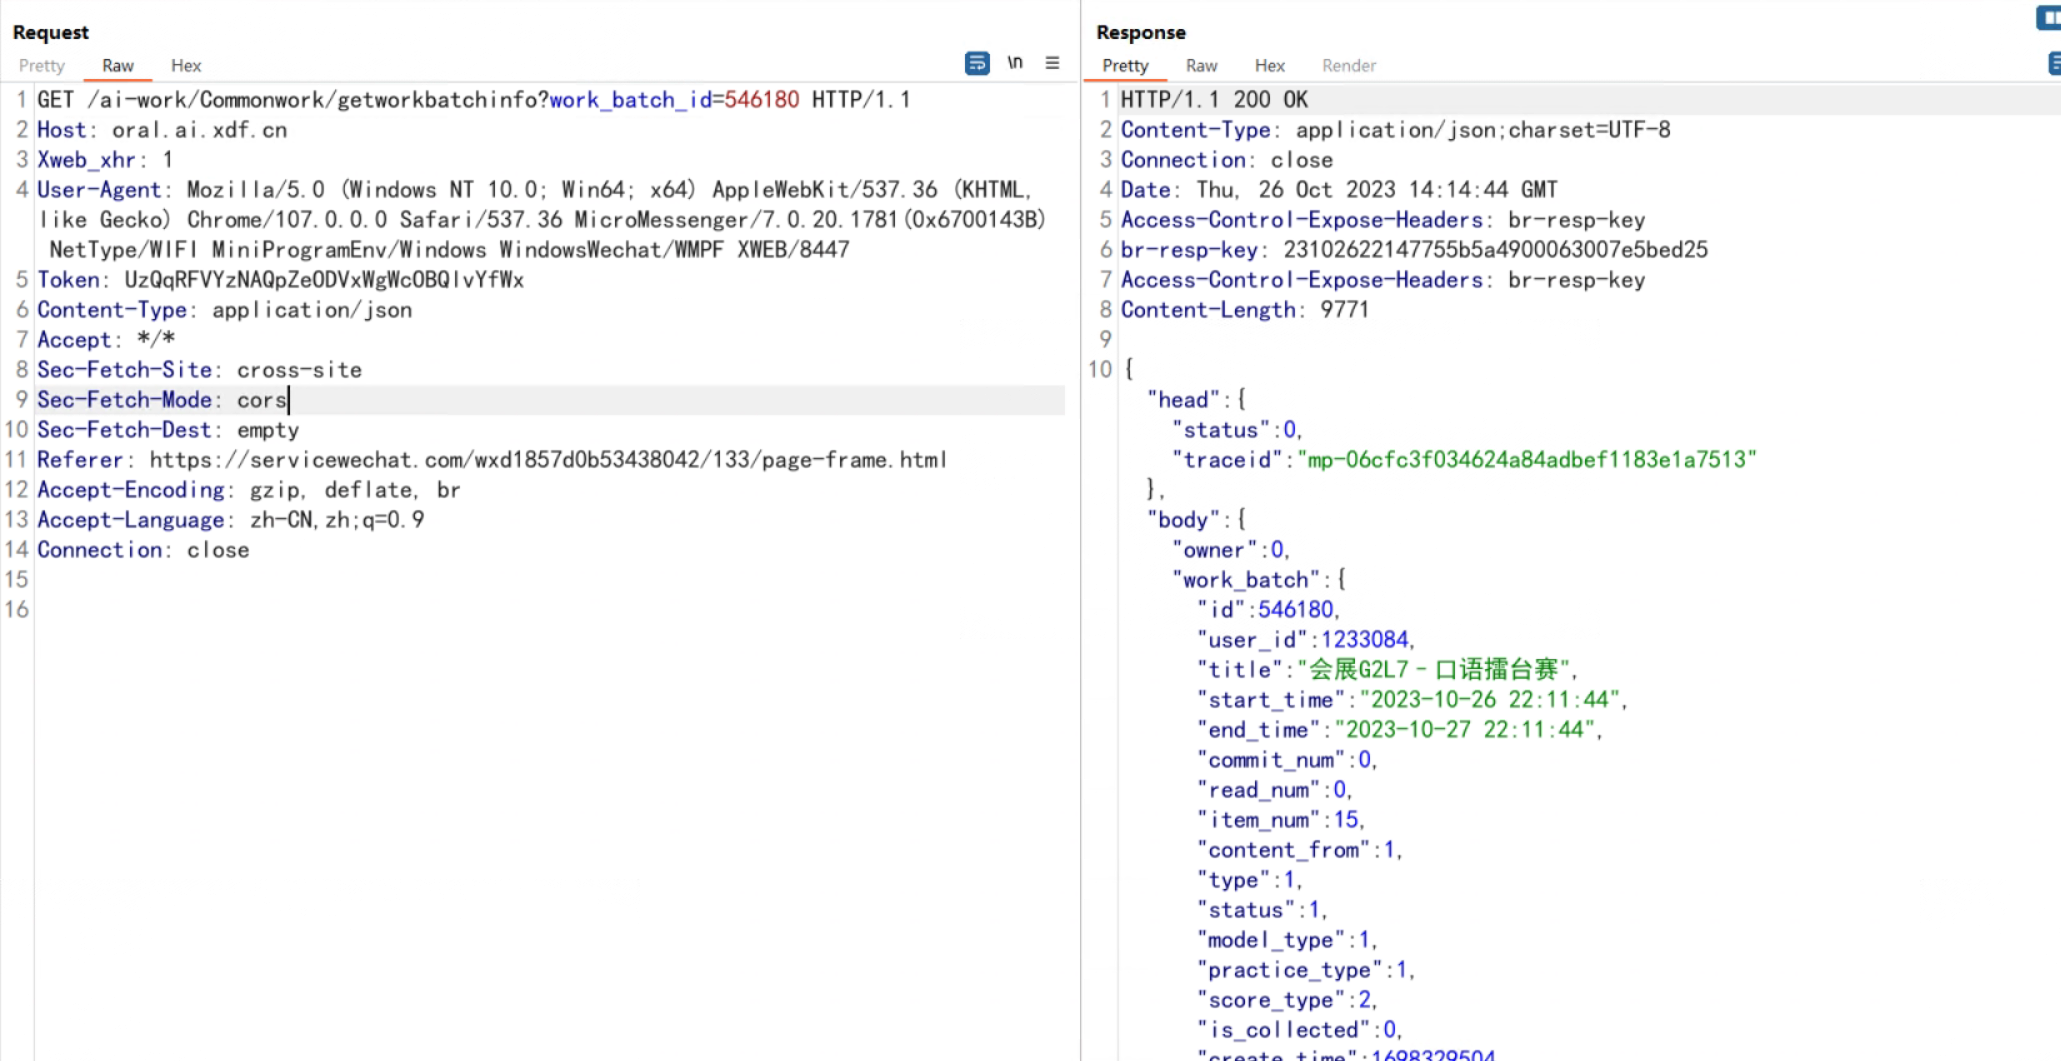 Request
Pretty Raw Hex \n
1 GET /ai-work/Commonwork/getworkbatchinfo?work_batch_id=546180 HTTP/1.1
2 Host: oral.ai.xdf.cn
3 Xweb_xhr: 1
4 User-Agent: Mozilla/5.0 (Windows NT 10.0; Win64; x64) AppleWebKit/537.36 (KHTML,
like Gecko) Chrome/107.0.0.0 Safari/537.36 MicroMessenger/7.0.20.1781(0x6700143B)
NetType/WIFI MiniProgramEnv/Windows WindowsWechat/WMPF XWEB/8447
5 Token: UzQqRFVYzNAQpZeODVxWgWcOBQlvYfWx
6 Content-Type: application/json
7 Accept: */*
8 Sec-Fetch-Site: cross-site
9 Sec-Fetch-Mode: cors
10 Sec-Fetch-Dest: empty
11 Referer: https://servicewechat.com/wxd1857d0b53438042/133/page-frame.html
12 Accept-Encoding: gzip, deflate, br
13 Accept-Language: zh-CN,zh;q=0.9
14 Connection: close
15
16
Response
Pretty Raw Hex Render
1 HTTP/1.1 200 OK
2 Content-Type: application/json;charset=UTF-8
3 Connection: close
4 Date: Thu, 26 Oct 2023 14:14:44 GMT
5 Access-Control-Expose-Headers: br-resp-key
6 br-resp-key: 23102622147755b5a4900063007e5bed25
7 Access-Control-Expose-Headers: br-resp-key
8 Content-Length: 9771
9
10 {
"head":{
"status":0,
"traceid":"mp-06cfc3f034624a84adbef1183e1a7513"
},
"body":{
"owner":0,
"work_batch":{
"id":546180,
"user_id":1233084,
"title":"会展G2L7 - 口语擂台赛",
"start_time":"2023-10-26 22:11:44",
"end_time":"2023-10-27 22:11:44",
"commit_num":0,
"read_num":0,
"item_num":15,
"content_from":1,
"type":1,
"status":1,
"model_type":1,
"practice_type":1,
"score_type":2,
"is_collected":0,
"create_time":1698329504